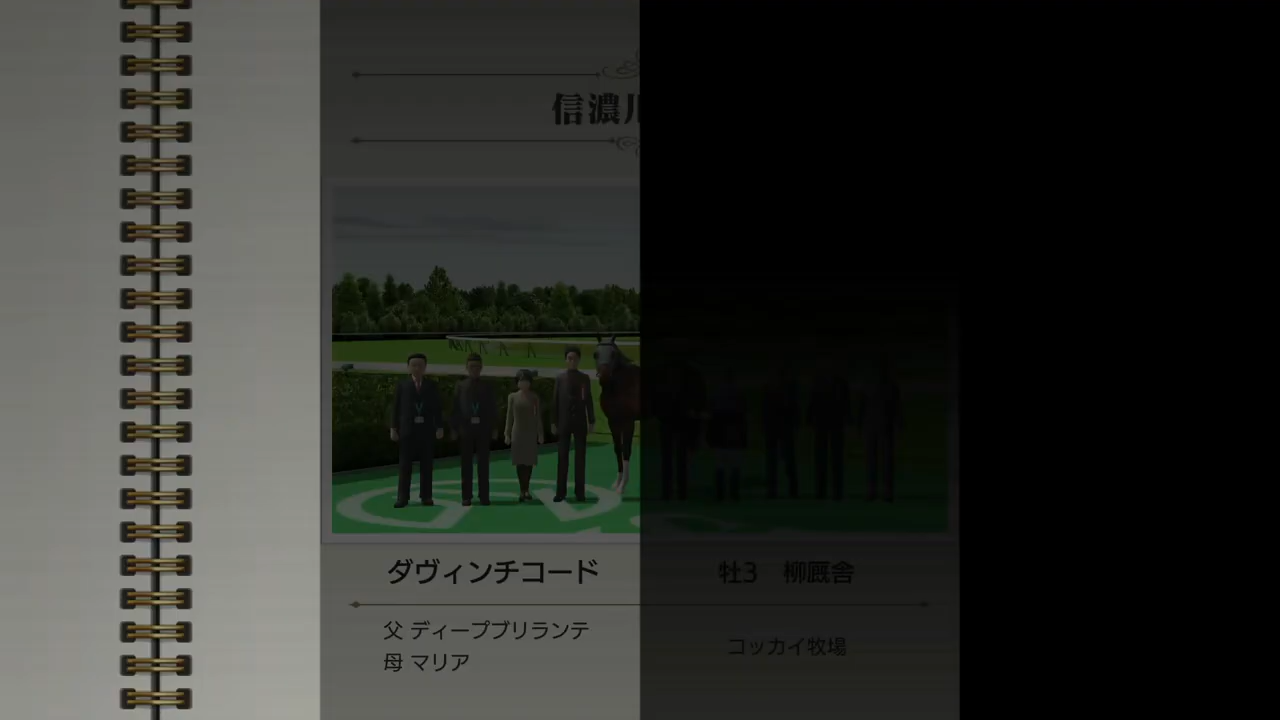 信濃川
ダヴィンチコード 牡3 柳厩舎
父 ディープブリランテ
母 マリア
コッカイ牧場